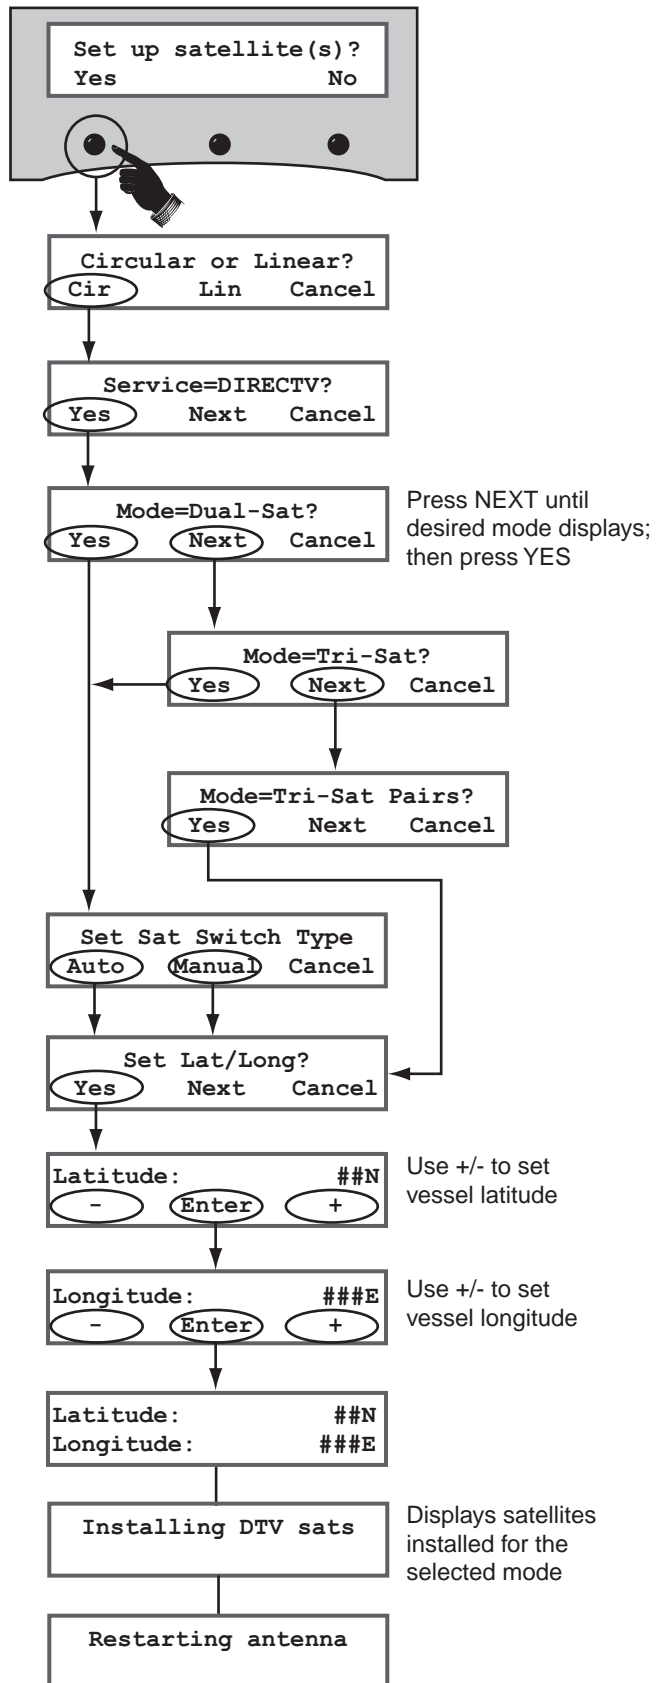 Set up satellite(s)?
Yes No
Circular or Linear?
Cir Lin Cancel
Service=DIRECTV?
Yes Next Cancel
Mode=Dual-Sat?
Yes Next Cancel
Press NEXT until
desired mode displays;
then press YES
Mode=Tri-Sat?
Yes Next Cancel
Mode=Tri-Sat Pairs?
Yes Next Cancel
Set Sat Switch Type
Auto Manual Cancel
Set Lat/Long?
Yes Next Cancel
Latitude: ##N
- Enter +
Use +/- to set
vessel latitude
Longitude: ###E
- Enter +
Use +/- to set
vessel longitude
Latitude: ##N
Longitude: ###E
Installing DTV sats
Displays satellites
installed for the
selected mode
Restarting antenna